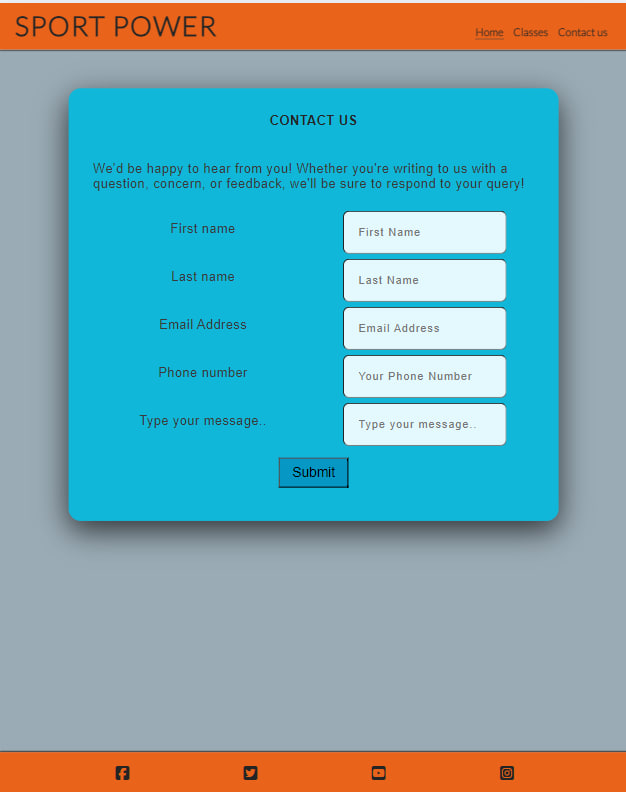 SPORT POWER
Home Classes Contact us
CONTACT US
We'd be happy to hear from you! Whether you're writing to us with a
question, concern, or feedback, we'll be sure to respond to your query!
First name First Name
Last name Last Name
Email Address Email Address
Phone number Your Phone Number
Type your message.. Type your message..
Submit